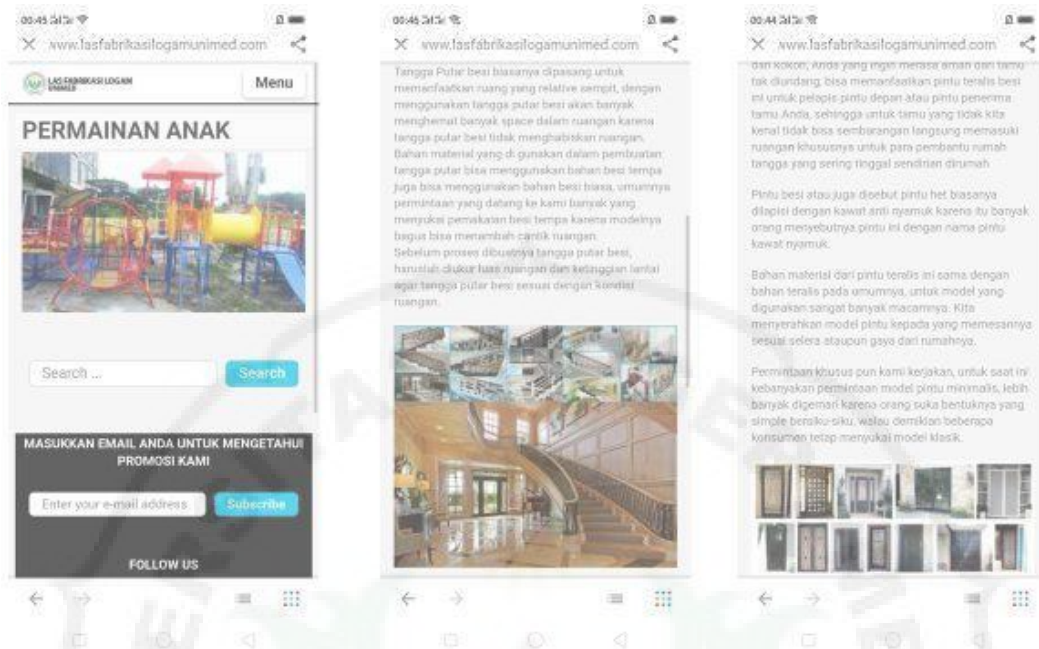 00:45
www.lasfabrikasilogamunimed.com
LAS FABRIKASI LOGAM
UNIMED
Menu
PERMAINAN ANAK
Search ...
Search
MASUKKAN EMAIL ANDA UNTUK MENGETAHUI
PROMOSI KAMI
Enter your e-mail address
Subscribe
FOLLOW US
00:45
www.lasfabrikasilogamunimed.com
Tangga Putar besi biasanya dipasang untuk
memanfaatkan ruang yang relative sempit, dengan
menggunakan tangga putar besi akan banyak
menghemat banyak space dalam ruangan karena
tangga putar besi tidak menghabiskan ruangan.
Bahan material yang di gunakan dalam pembuatan
tangga putar bisa menggunakan bahan besi tempa
juga bisa menggunakan bahan besi biasa, umumnya
permintaan yang datang ke kami banyak yang
menyukai pemakaian besi tempa karena modelnya
bagus bisa menambah cantik ruangan.
Sebelum proses dibuatnya tangga putar besi,
haruslah diukur luas ruangan dan ketinggian lantai
agar tangga putar besi sesuai dengan kondisi
ruangan.
00:44
www.lasfabrikasilogamunimed.com
dan kokoh, Anda yang ingin merasa aman dari tamu
tak diundang, bisa memanfaatkan pintu teralis besi
ini untuk pelapis pintu depan atau pintu penerima
tamu Anda, sehingga untuk tamu yang tidak kita
kenal tidak bisa sembarangan langsung memasuki
ruangan khususnya untuk para pembantu rumah
tangga yang sering tinggal sendirian dirumah.
Pintu besi atau juga disebut pintu het biasanya
dilapisi dengan kawat anti nyamuk karena itu banyak
orang menyebutnya pintu ini dengan nama pintu
kawat nyamuk.
Bahan material dari pintu teralis ini sama dengan
bahan teralis pada umumnya, untuk model yang
digunakan sangat banyak macamnya. Kita
menyerahkan model pintu kepada yang memesannya
sesuai selera ataupun gaya dari rumahnya.
Permintaan khusus pun kami kerjakan, untuk saat ini
kebanyakan permintaan model pintu minimalis, lebih
banyak digemari karena orang suka bentuknya yang
simple bersiku-siku, walau demikian beberapa
konsumen tetap menyukai model klasik.